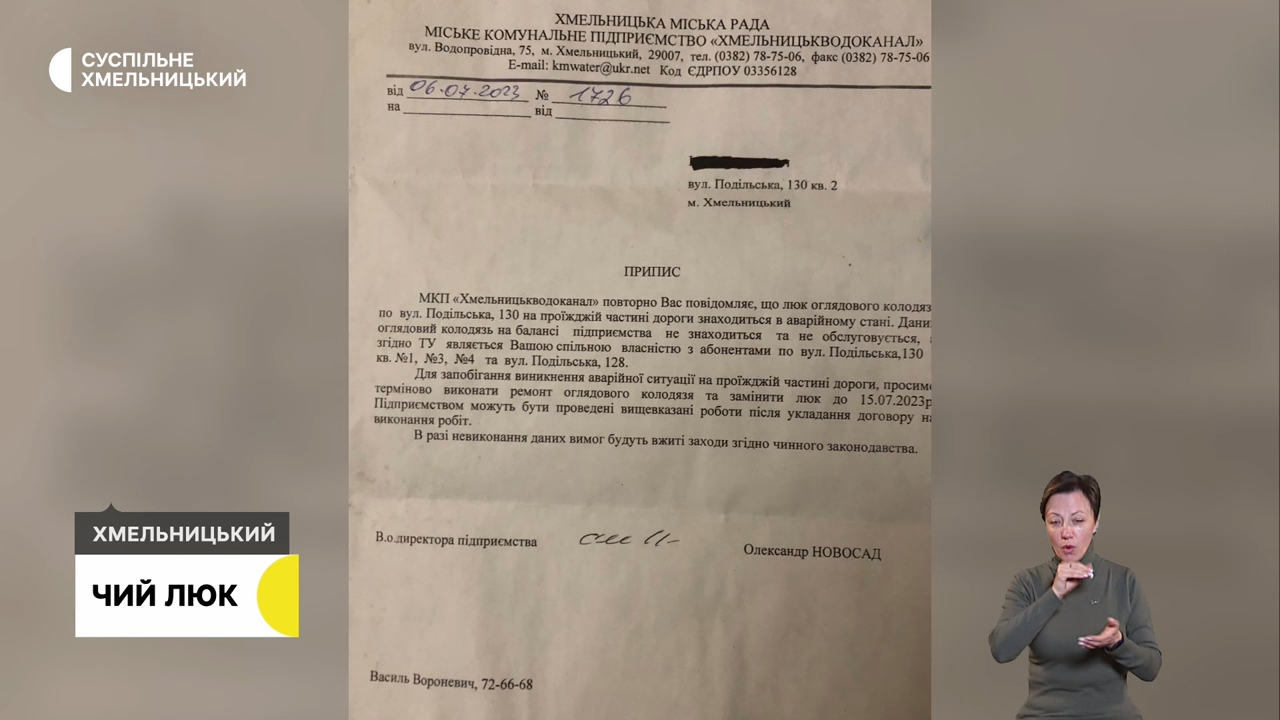 СУСПІЛЬНЕ
ХМЕЛЬНИЦЬКИЙ
ХМЕЛЬНИЦЬКА МІСЬКА РАДА
МІСЬКЕ КОМУНАЛЬНЕ ПІДПРИЄМСТВО «ХМЕЛЬНИЦЬКВОДОКАНАЛ»
вул. Водопровідна, 75, м. Хмельницький, 29007, тел. (0382) 78-75-06, факс (0382) 78-75-06
E-mail: kmwater@ukr.net Код ЄДРПОУ 03356128
від 06.07.2023 № 1726
на від
вул. Подільська, 130 кв. 2
м. Хмельницький
ПРИПИС
МКП «Хмельницькводоканал» повторно Вас повідомляє, що люк оглядового колодяз
по вул. Подільська, 130 на проїжджій частині дороги знаходиться в аварійному стані. Дани
оглядовий колодязь на балансі підприємства не знаходиться та не обслуговується,
згідно ТУ являється Вашою спільною власністю з абонентами по вул. Подільська,130
кв. №1, №3, №4 та вул. Подільська, 128.
Для запобігання виникнення аварійної ситуації на проїжджій частині дороги, просимо
терміново виконати ремонт оглядового колодязя та замінити люк до 15.07.2023р
Підприємством можуть бути проведені вищевказані роботи після укладання договору на
виконання робіт.
В разі невиконання даних вимог будуть вжиті заходи згідно чинного законодавства.
В.о.директора підприємства
Олександр НОВОСАД
Василь Вороневич, 72-66-68
ХМЕЛЬНИЦЬКИЙ
ЧИЙ ЛЮК